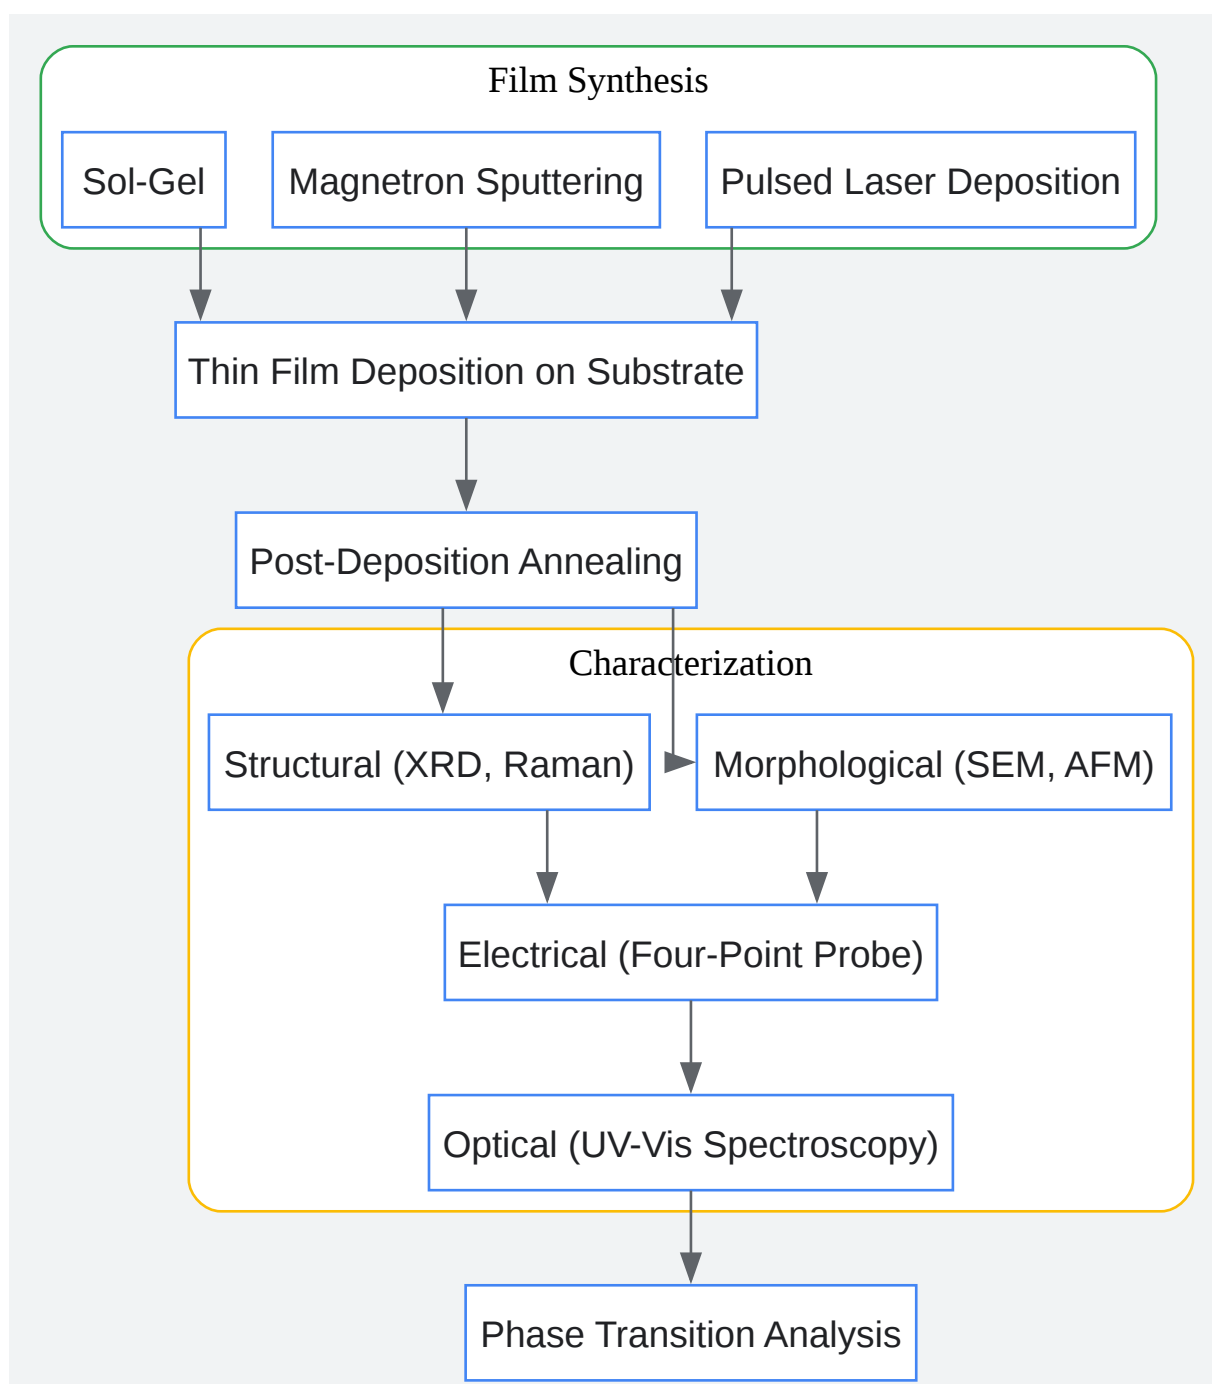 Film Synthesis
Sol-Gel
Magnetron Sputtering
Pulsed Laser Deposition
Thin Film Deposition on Substrate
Post-Deposition Annealing
Characterization
Structural (XRD, Raman)
Morphological (SEM, AFM)
Electrical (Four-Point Probe)
Optical (UV-Vis Spectroscopy)
Phase Transition Analysis